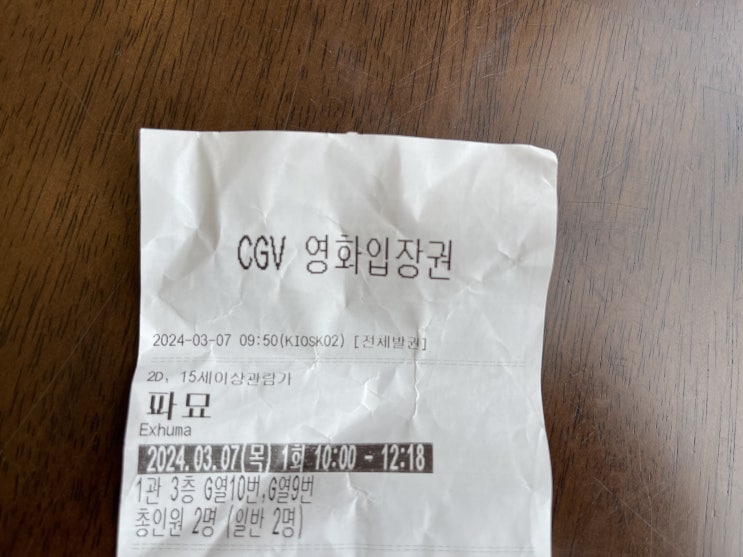 CGV 영화입장권
2024-03-07 09:50(KIOSK02) [전체발권]
2D, 15세이상관람가
파묘
Exhuma
2024.03.07(목) 1회 10:00 - 12:18
1관 3층 G열10번,G열9번
총인원 2명 (일반 2명)